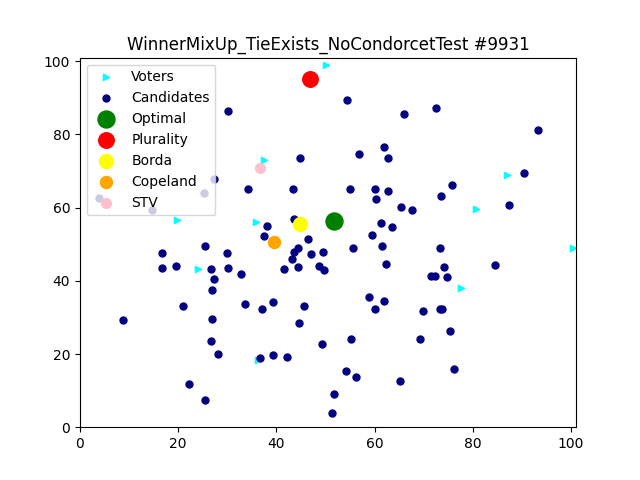 WinnerMixUp_TieExists_NoCondorcetTest #9931
100
80
60
40
20
0
Voters
Candidates
Optimal
Plurality
Borda
Copeland
STV
0 20 40 60 80 100